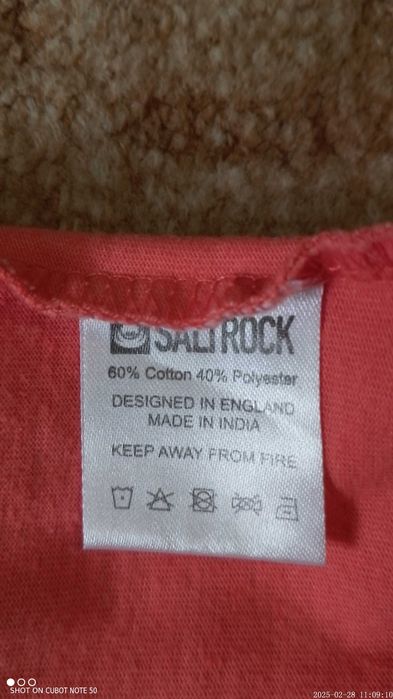 SALTROCK
60% Cotton 40% Polyester
DESIGNED IN ENGLAND
MADE IN INDIA
KEEP AWAY FROM FIRE
SHOT ON CUBOT NOTE 50
2025-02-28 11:09:10